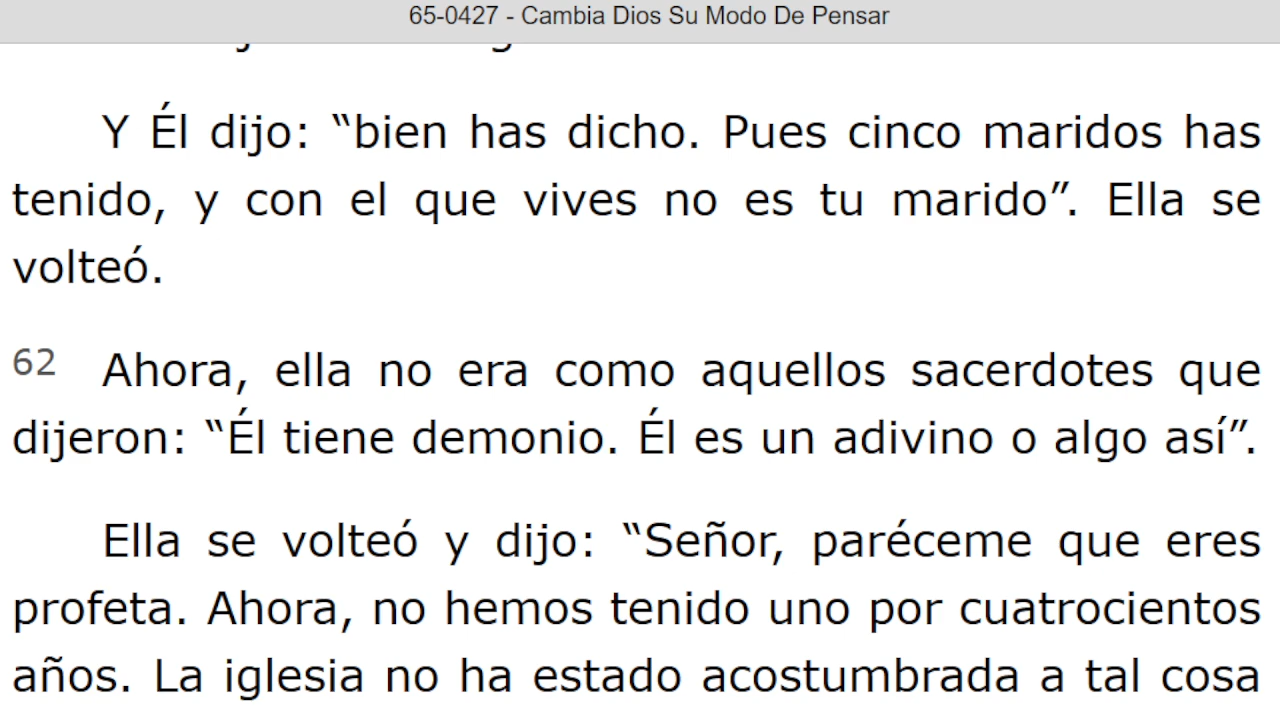 65-0427 - Cambia Dios Su Modo De Pensar
Y Él dijo: “bien has dicho. Pues cinco maridos has
tenido, y con el que vives no es tu marido”. Ella se
volteó.
62 Ahora, ella no era como aquellos sacerdotes que
dijeron: “Él tiene demonio. Él es un adivino o algo así”.
Ella se volteó y dijo: “Señor, paréceme que eres
profeta. Ahora, no hemos tenido uno por cuatrocientos
años. La iglesia no ha estado acostumbrada a tal cosa